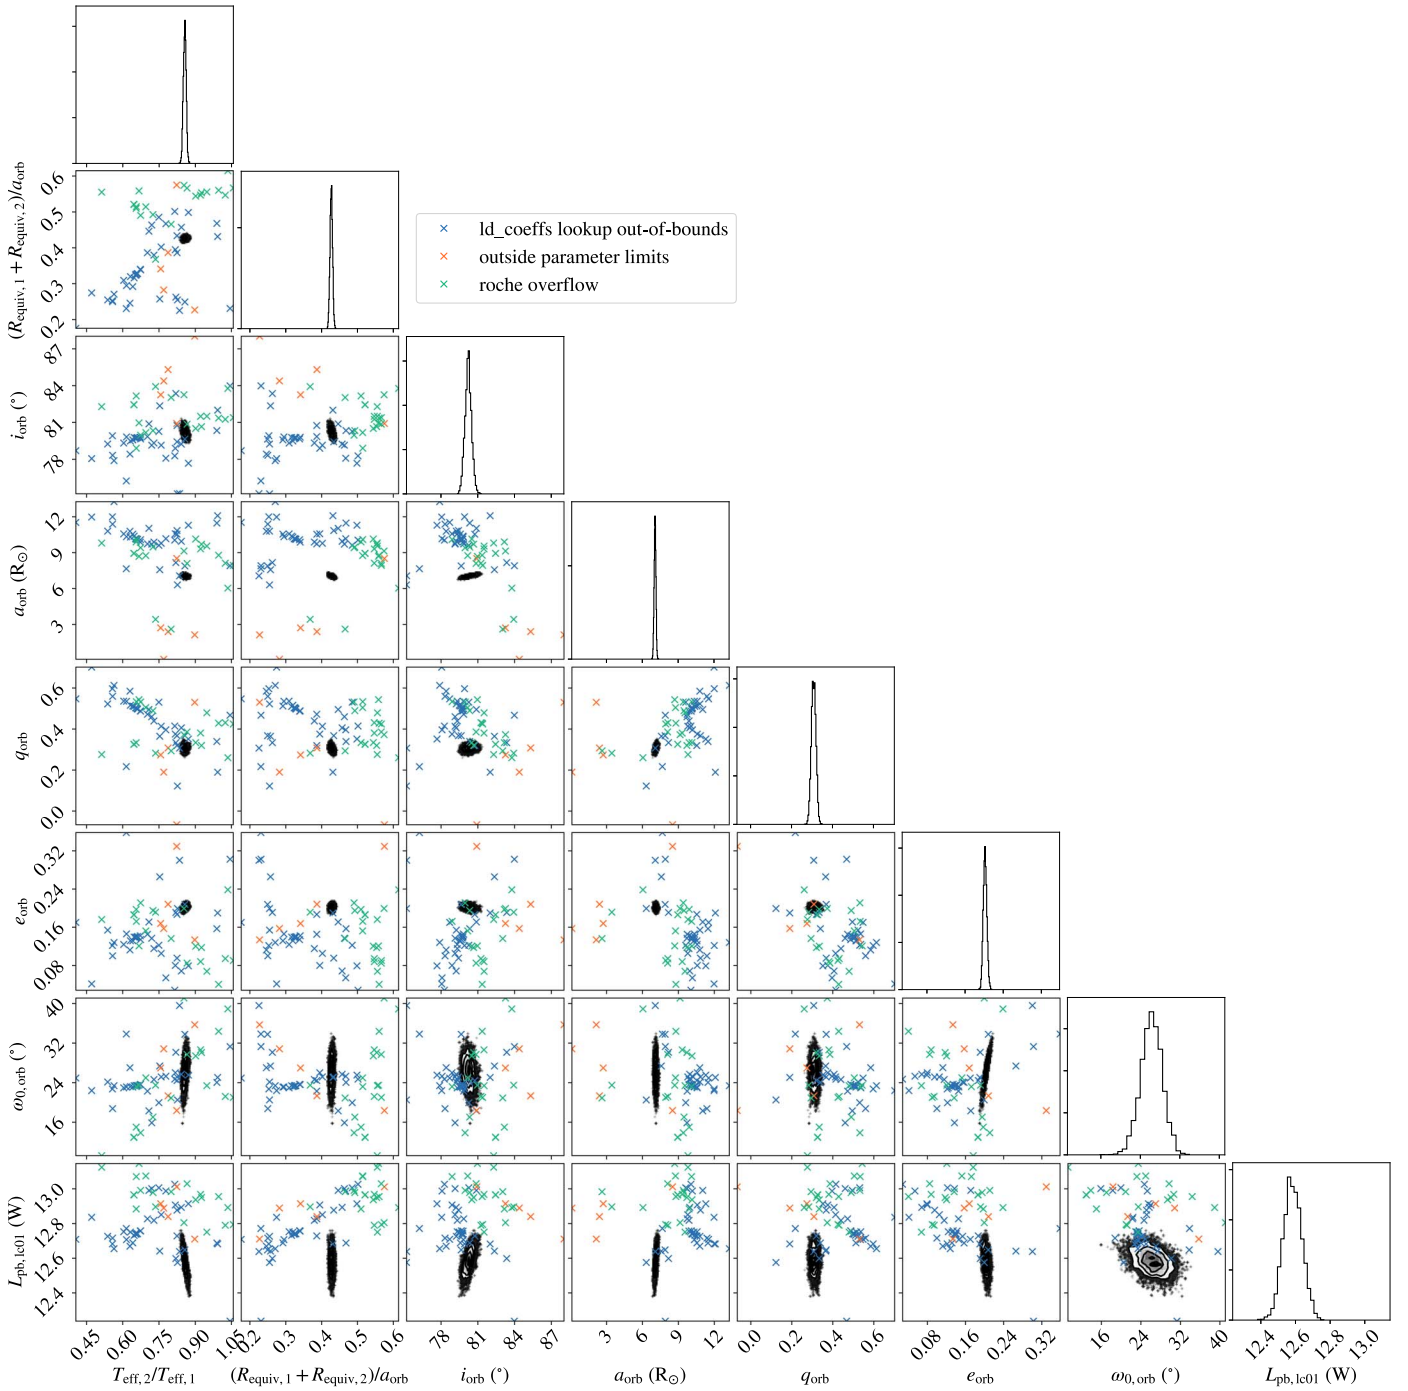 ld_coeffs lookup out-of-bounds
outside parameter limits
roche overflow
(R_equiv, 1 + R_equiv, 2)/a_orb
0.6
0.5
0.4
0.3
0.2
i_orb (°)
87
84
81
78
a_orb (R_⊙)
12
9
6
3
q_orb
0.6
0.4
0.2
0.0
e_orb
0.32
0.24
0.16
0.08
ω_0, orb (°)
40
32
24
16
L_pb, lc01 (W)
13.0
12.8
12.6
12.4
0.45 0.60 0.75 0.90 1.05
0.2 0.3 0.4 0.5 0.6
78 81 84 87
3 6 9 12
0.0 0.2 0.4 0.6
0.08 0.16 0.24 0.32
16 24 32 40
12.4 12.6 12.8 13.0
T_eff, 2/T_eff, 1 (R_equiv, 1 + R_equiv, 2)/a_orb i_orb (°) a_orb (R_⊙) q_orb e_orb ω_0, orb (°) L_pb, lc01 (W)